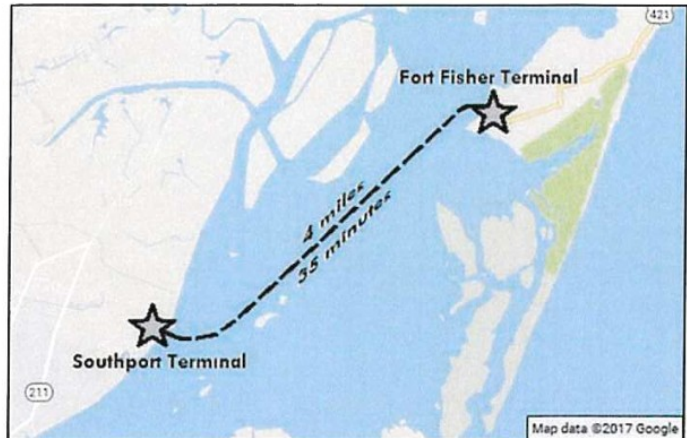 421
Fort Fisher Terminal
4 miles
35 minutes
Southport Terminal
211
Map data ©2017 Google